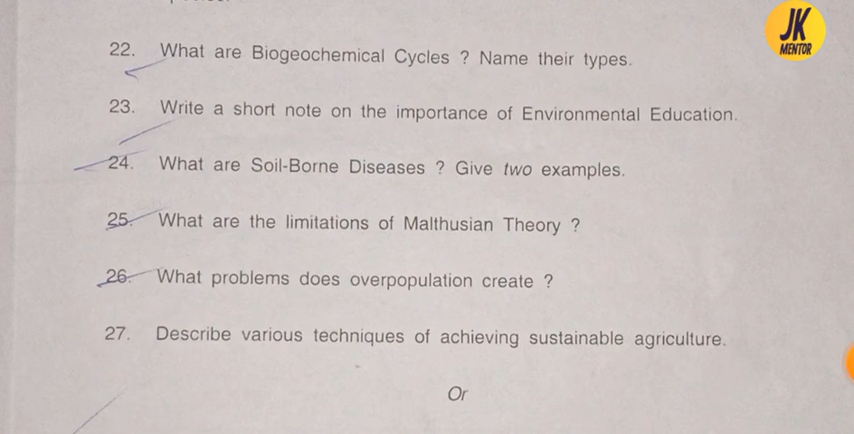 JK
MENTOR
22. What are Biogeochemical Cycles ? Name their types.
23. Write a short note on the importance of Environmental Education.
24. What are Soil-Borne Diseases ? Give two examples.
25. What are the limitations of Malthusian Theory ?
26. What problems does overpopulation create ?
27. Describe various techniques of achieving sustainable agriculture.
Or